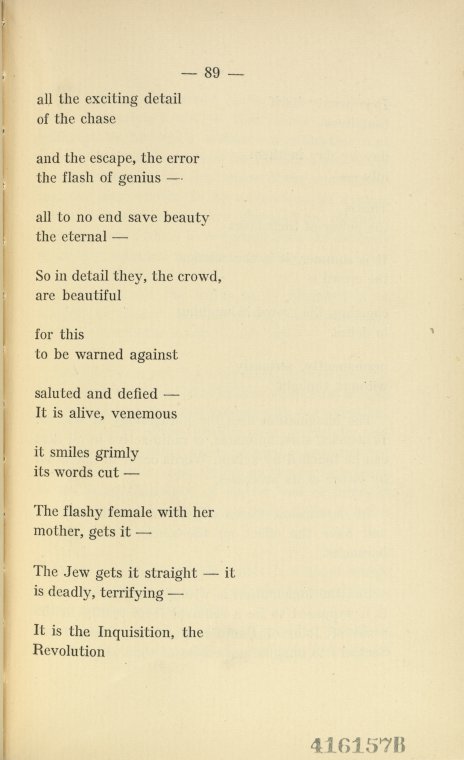 — 89 —
all the exciting detail
of the chase
and the escape, the error
the flash of genius —
all to no end save beauty
the eternal —
So in detail they, the crowd,
are beautiful
for this
to be warned against
saluted and defied —
It is alive, venemous
it smiles grimly
its words cut —
The flashy female with her
mother, gets it —
The Jew gets it straight — it
is deadly, terrifying —
It is the Inquisition, the
Revolution
416157B